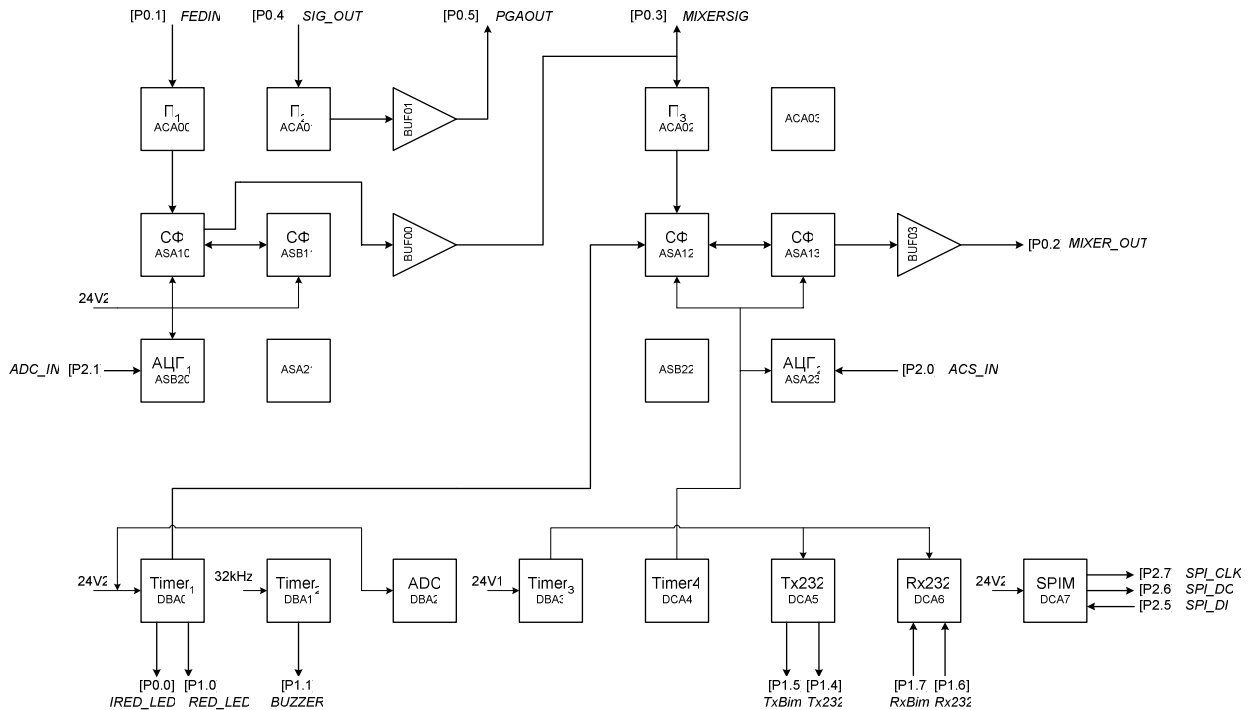 [P0.1] FEDIN [P0.4] SIG_OUT [P0.5] PGAOUT [P0.3] MIXERSIG
П1 П2 BUF01 П3
ACA00 ACA01 ACA02 ACA03
СФ СФ BUF00 СФ СФ BUF03
ASA10 ASB11 ASA12 ASA13 [P0.2 MIXER_OUT
24V2
АЦГ1 АЦГ2
ADC_IN [P2.1 ASB20 ASA21 ASB22 ASA23 [P2.0 ACS_IN
24V2 Timer1 32kHz Timer2 ADC 24V1 Timer3 Timer4 Tx232 Rx232 24V2 SPIM [P2.7 SPI_CLK
DBA0 DBA1 DBA2 DBA3 DCA4 DCA5 DCA6 DCA7 [P2.6 SPI_DO
[P2.5 SPI_DI
[P0.0] [P1.0 [P1.1 [P1.5 [P1.4] [P1.7 [P1.6]
IRED_LED RED_LED BUZZER TxBim Tx232 RxBim Rx232